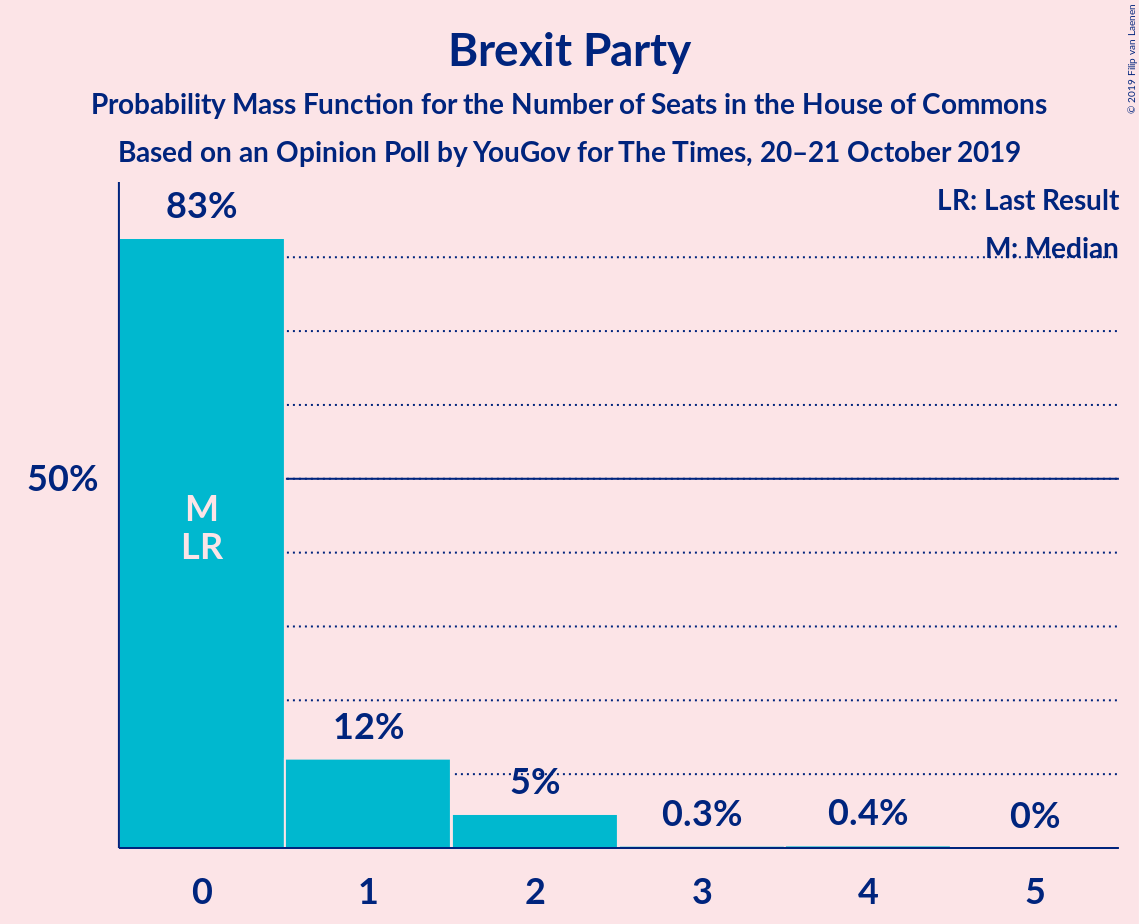 Brexit Party
Probability Mass Function for the Number of Seats in the House of Commons
Based on an Opinion Poll by YouGov for The Times, 20–21 October 2019
© 2019 Filip van Laenen
LR: Last Result
M: Median
83%
50%
M
LR
12%
5%
0.3%
0.4%
0%
0
1
2
3
4
5